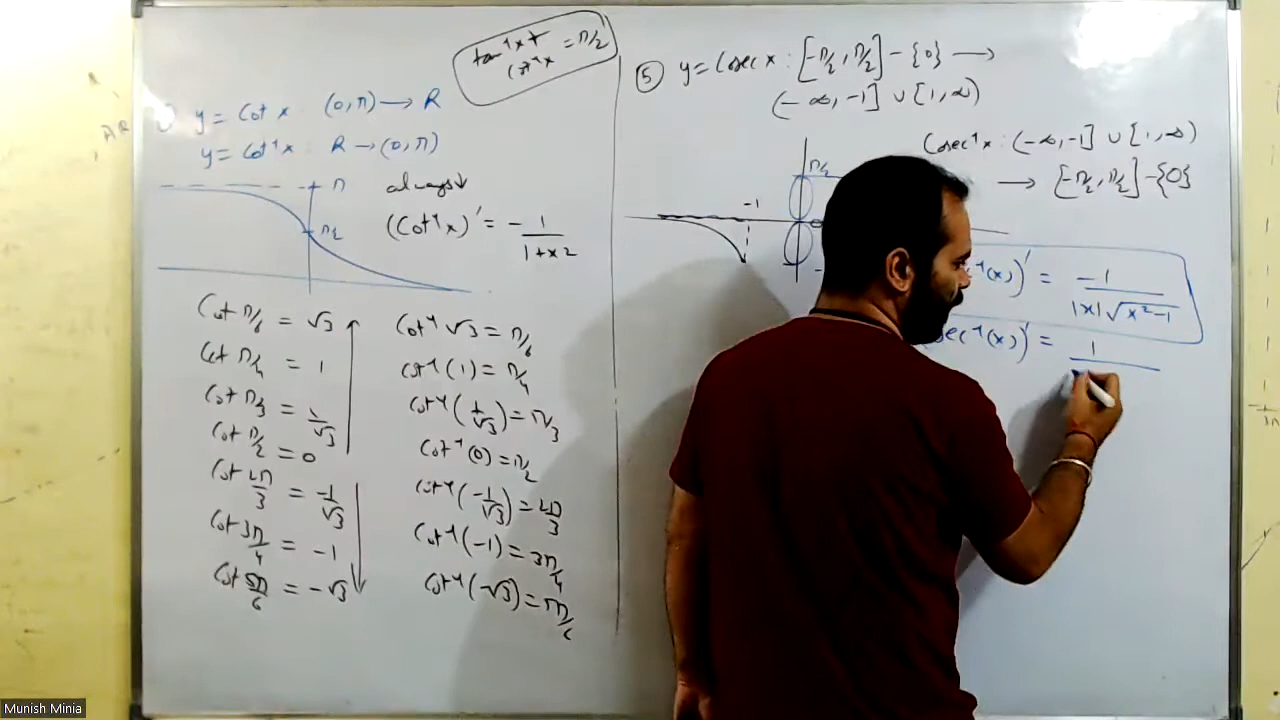 tan⁻¹x + cot⁻¹x = π/2
y = Cot x (0, π) → R
y = Cot⁻¹x R → (0, π)
π
π/2
always ↓
(Cot⁻¹x)' = - 1/(1+x²)
Cot π/6 = √3
Cot π/4 = 1
Cot π/3 = 1/√3
Cot π/2 = 0
Cot 2π/3 = -1/√3
Cot 3π/4 = -1
Cot 5π/6 = -√3
Cot⁻¹√3 = π/6
Cot⁻¹(1) = π/4
Cot⁻¹(1/√3) = π/3
Cot⁻¹(0) = π/2
Cot⁻¹(-1/√3) = 2π/3
Cot⁻¹(-1) = 3π/4
Cot⁻¹(-√3) = 5π/6
5 y = Cosec x : [-π/2, π/2] - {0} →
(-∞, -1] ∪ [1, ∞)
Cosec⁻¹x : (-∞, -1] ∪ [1, ∞)
→ [-π/2, π/2] - {0}
π/2
-1
⁻¹(x))' = -1/(|x|√(x²-1))
sec⁻¹(x))' = 1
Munish Minia